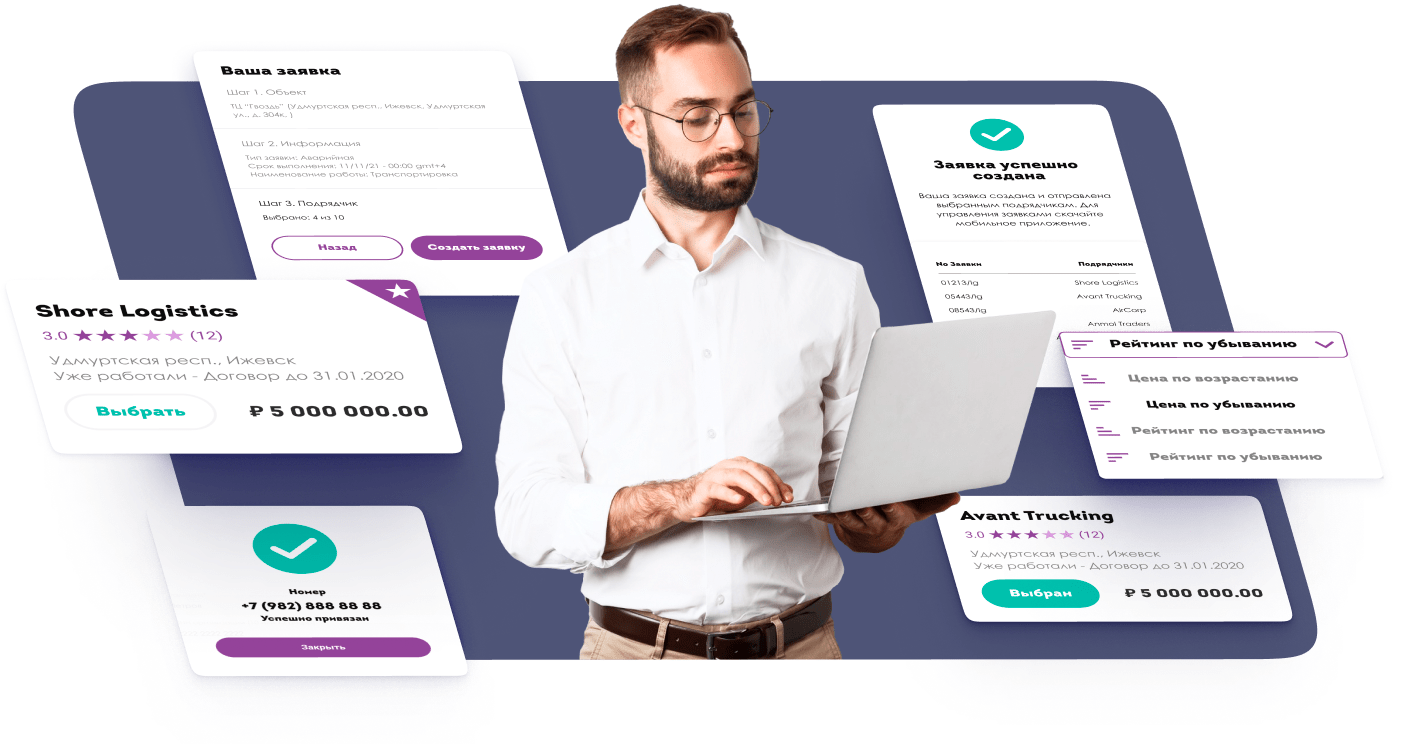 Ваша заявка
Шаг 1. Объект
ТЦ "Гвоздь" (Удмуртская респ., Ижевск, Удмуртская
ул., д. 304к. )
Шаг 2. Информация
Тип заявки: Аварийная
Срок выполнения: 11/11/21 - 00:00 gmt+4
Наименование работы: Транспортировка
Шаг 3. Подрядчик
Выбрано: 4 из 10
Назад
Создать заявку
Shore Logistics
3.0 (12)
Удмуртская респ., Ижевск
Уже работали - Договор до 31.01.2020
Выбрать
₽ 5 000 000.00
Номер
+7 (982) 888 88 88
Успешно привязан
Закрыть
Заявка успешно
создана
Ваша заявка создана и отправлена
выбранным подрядчикам. Для
управления заявками скачайте
мобильное приложение.
No Заявки Подрядчики
01213/lg Shore Logistics
05443/lg Avant Trucking
08543/lg AirCorp
Anmol Traders
Рейтинг по убыванию
Цена по возрастанию
Цена по убыванию
Рейтинг по возрастанию
Рейтинг по убыванию
Avant Trucking
3.0 (12)
Удмуртская респ., Ижевск
Уже работали - Договор до 31.01.2020
Выбран
₽ 5 000 000.00